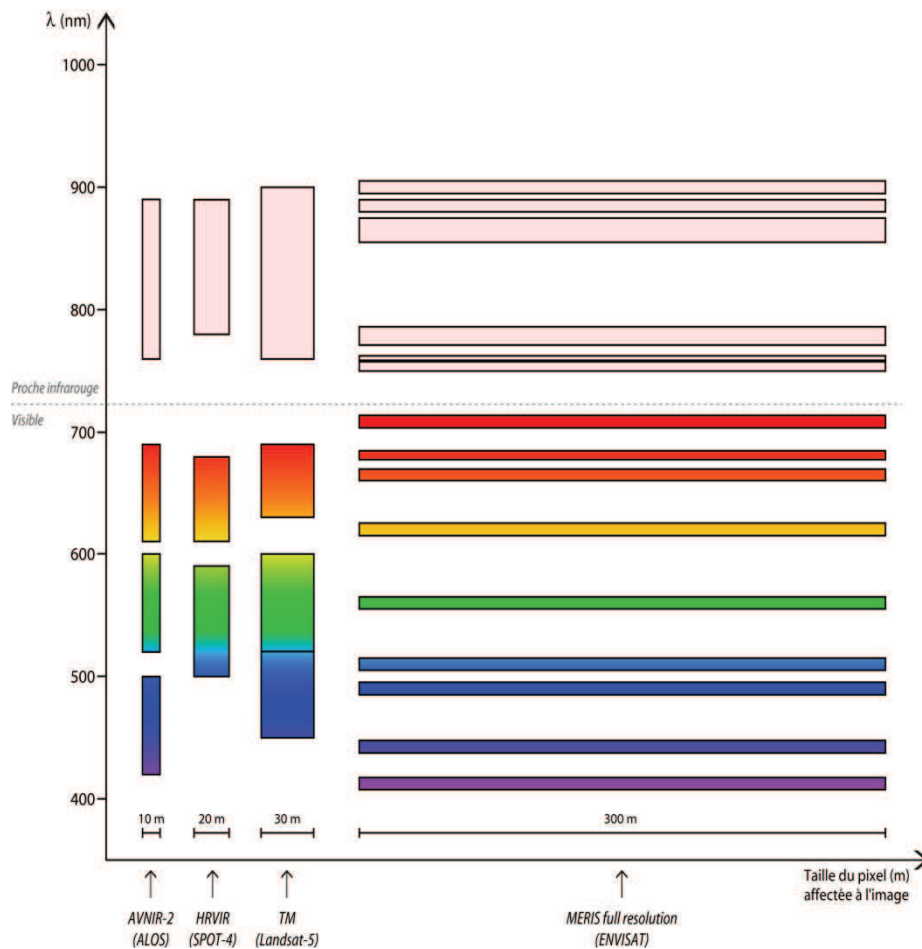 λ (nm)
1000
900
800
Proche infrarouge
Visible
700
600
500
400
10 m 20 m 30 m 300 m
Taille du pixel (m)
affectée à l'image
AVNIR-2
(ALOS)
HRVIR
(SPOT-4)
TM
(Landsat-5)
MERIS full resolution
(ENVISAT)